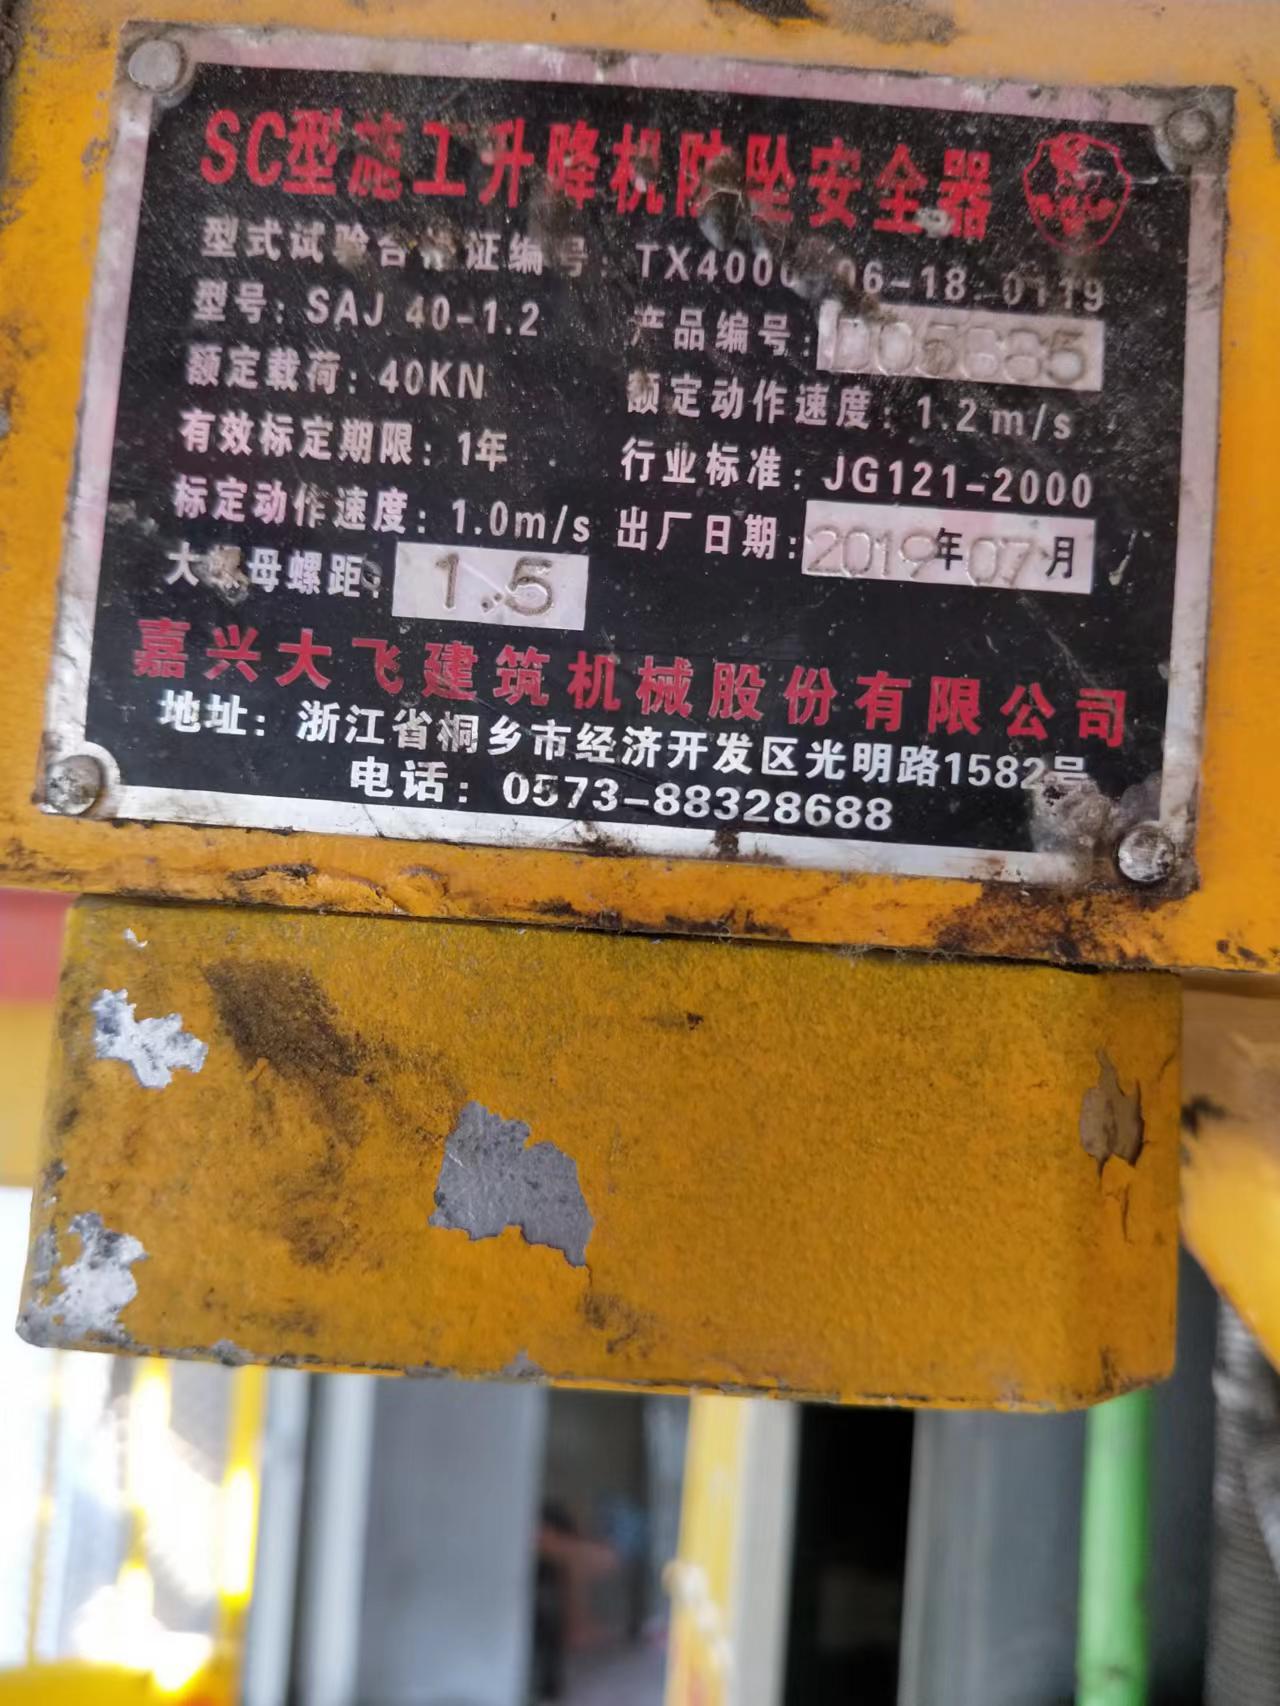 SC型施工升降机防坠安全器
型式试验合格证编号: TX4000 06-18-0119
型号: SAJ 40-1.2 产品编号:
额定载荷: 40KN 额定动作速度: 1.2m/s
有效标定期限: 1年 行业标准: JG121-2000
标定动作速度: 1.0m/s 出厂日期: 2019年07月
大螺母螺距: 1.5
嘉兴大飞建筑机械股份有限公司
地址: 浙江省桐乡市经济开发区光明路1582号
电话: 0573-88328688